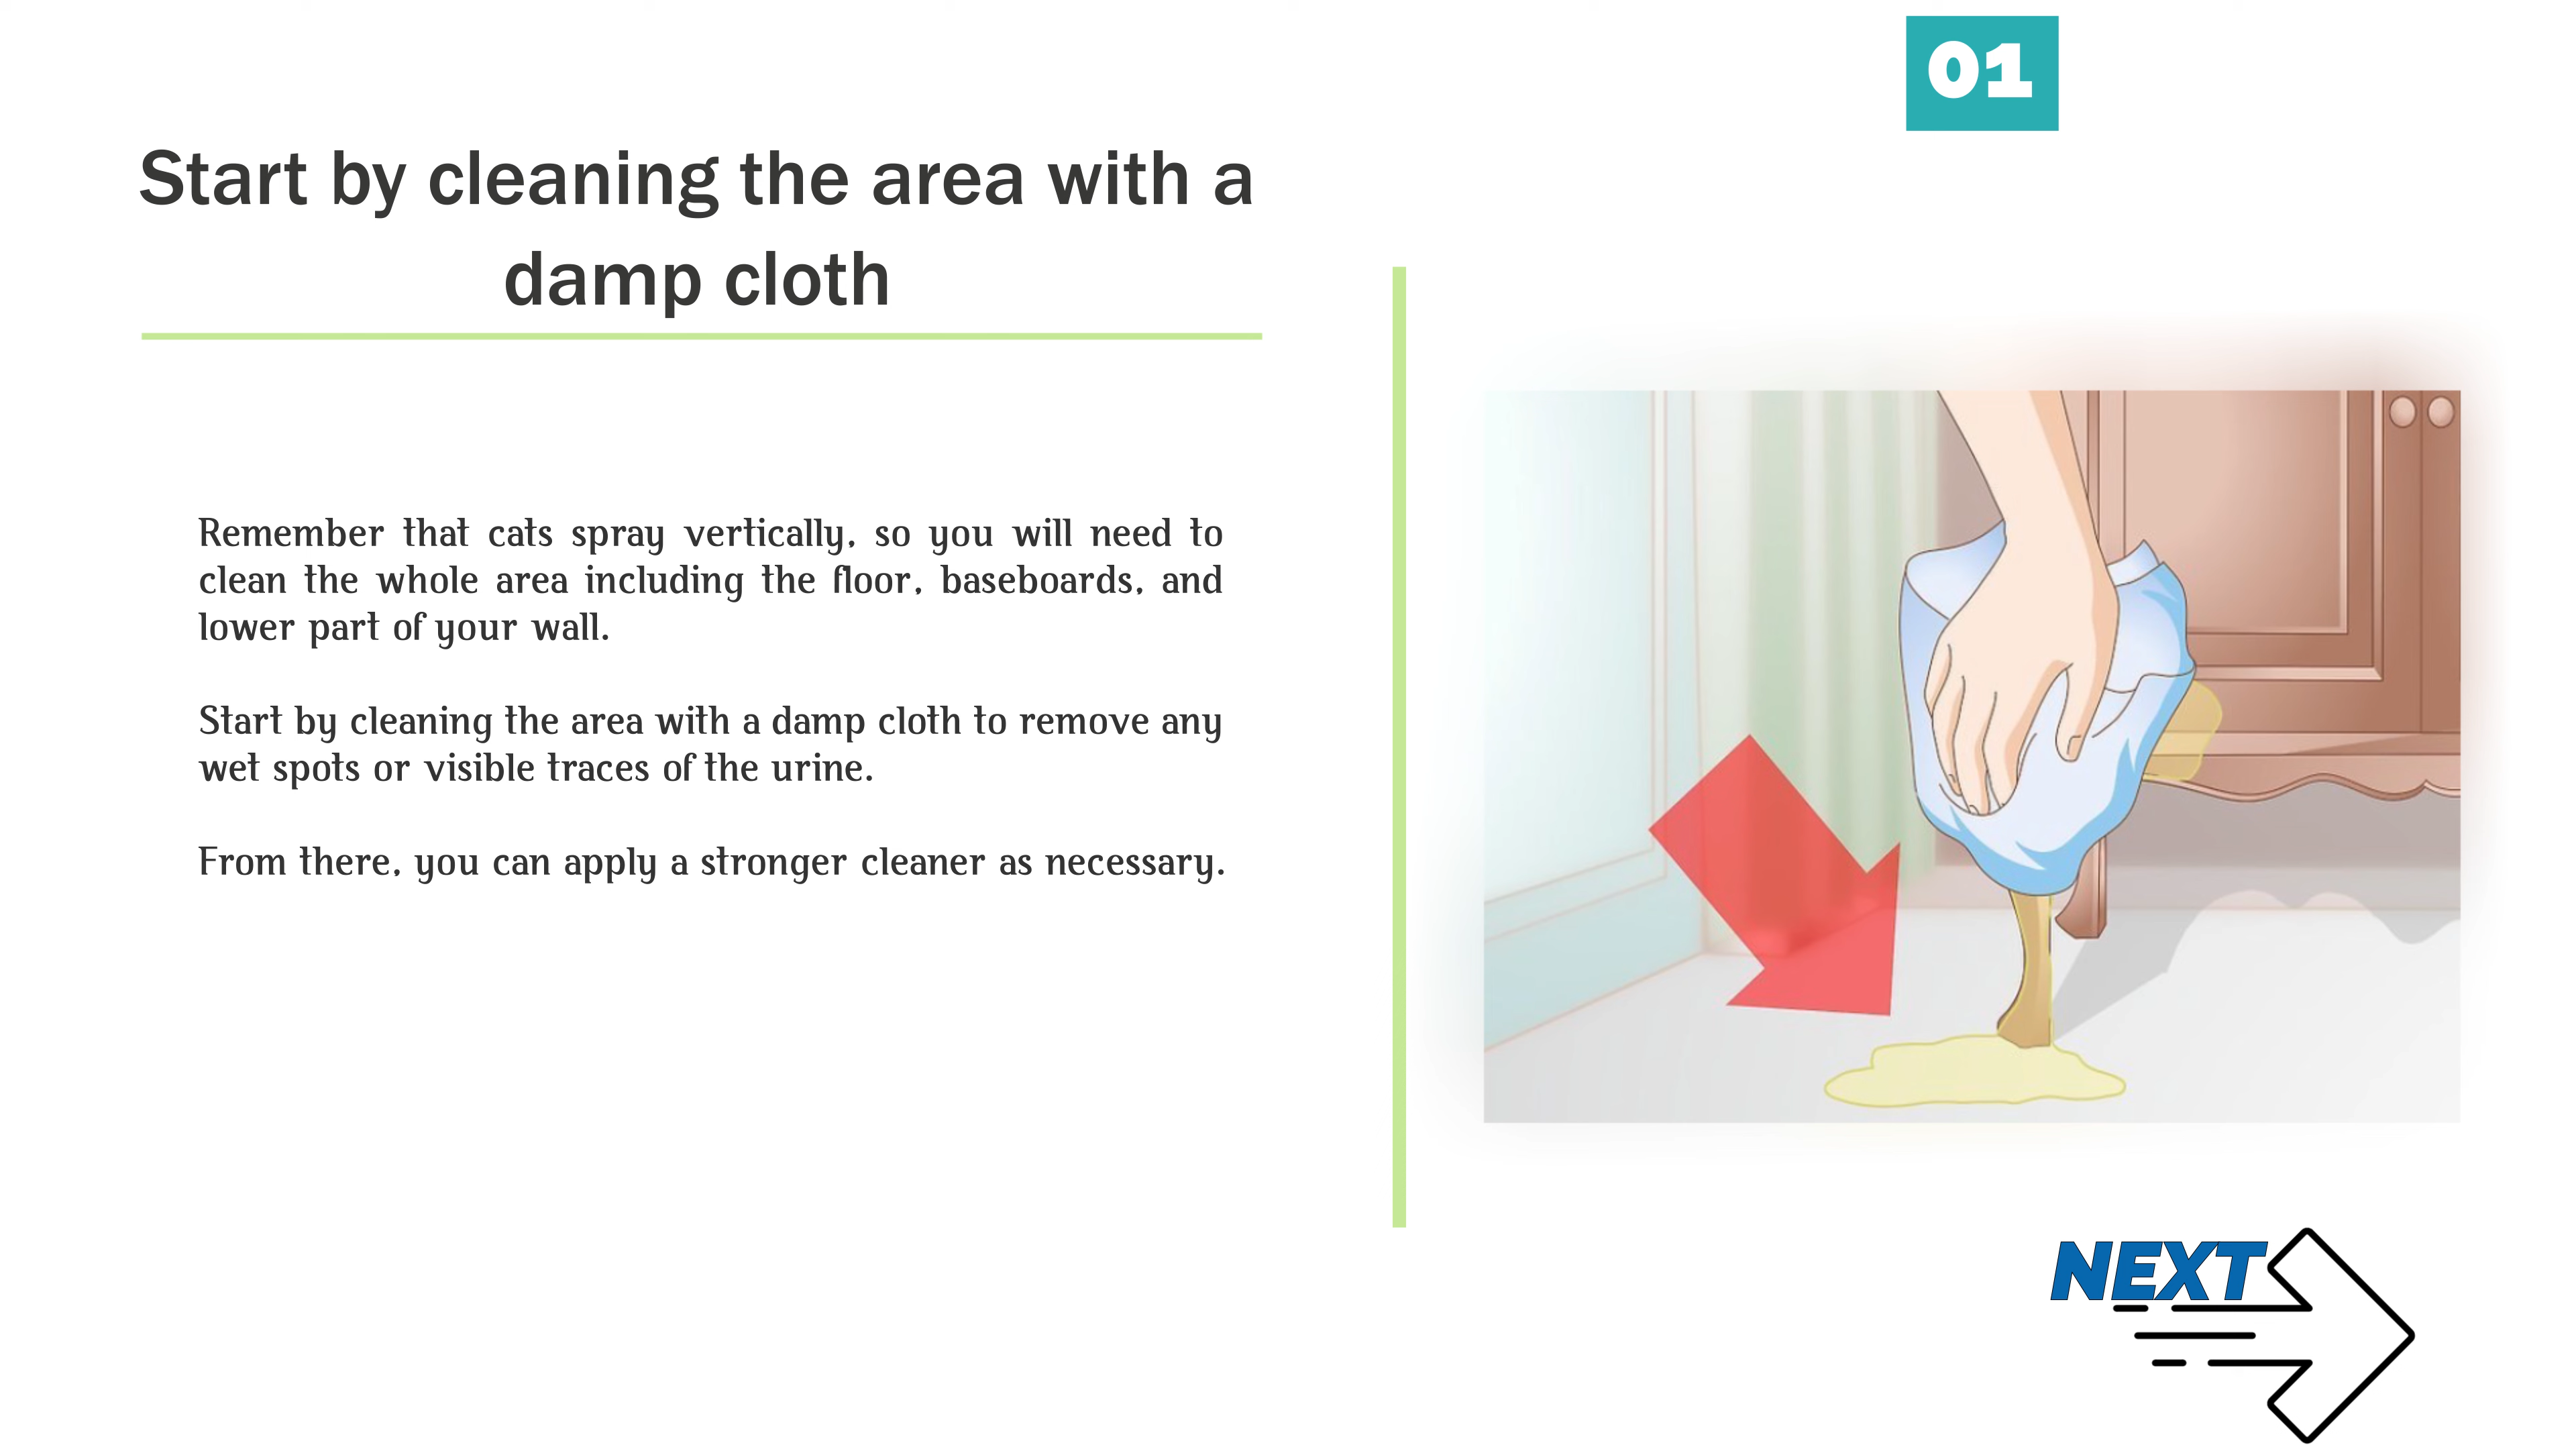 01
Start by cleaning the area with a
damp cloth
Remember that cats spray vertically, so you will need to
clean the whole area including the floor, baseboards, and
lower part of your wall.
Start by cleaning the area with a damp cloth to remove any
wet spots or visible traces of the urine.
From there, you can apply a stronger cleaner as necessary.
NEXT